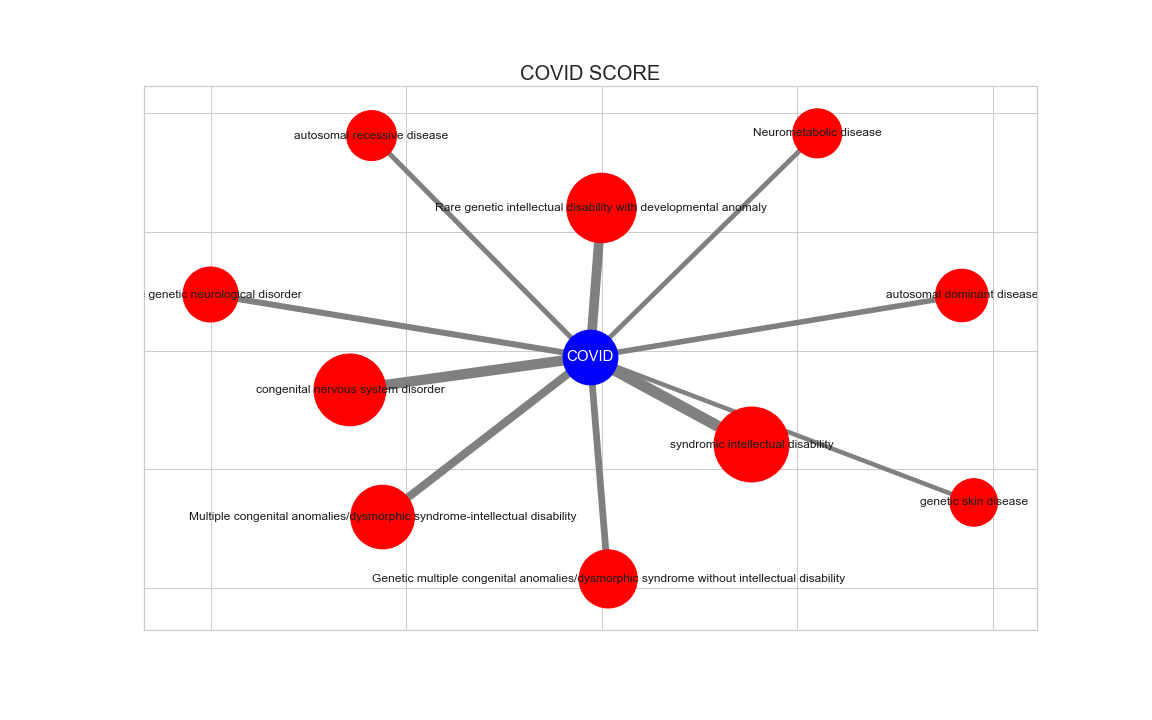 COVID SCORE
autosomal recessive disease
Neurometabolic disease
Rare genetic intellectual disability with developmental anomaly
genetic neurological disorder
autosomal dominant disease
COVID
congenital nervous system disorder
syndromic intellectual disability
genetic skin disease
Multiple congenital anomalies/dysmorphic syndrome-intellectual disability
Genetic multiple congenital anomalies/dysmorphic syndrome without intellectual disability